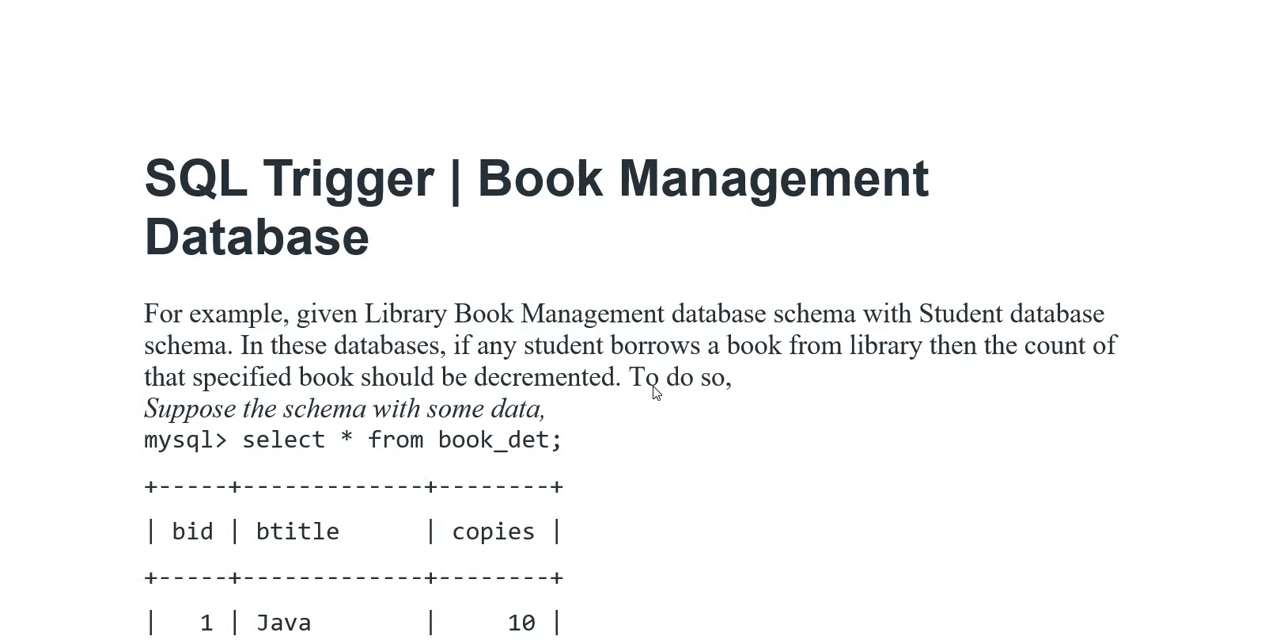 SQL Trigger | Book Management
Database
For example, given Library Book Management database schema with Student database
schema. In these databases, if any student borrows a book from library then the count of
that specified book should be decremented. To do so,
Suppose the schema with some data,
mysql> select * from book_det;
+-----+-------------+--------+
| bid | btitle      | copies |
+-----+-------------+--------+
|   1 | Java        |     10 |